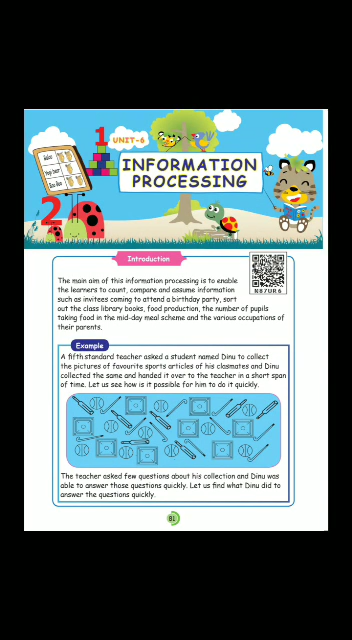 1
UNIT-6
INFORMATION
PROCESSING
2
Introduction
The main aim of this information processing is to enable
the learners to count, compare and assume information
such as invitees coming to attend a birthday party, sort
out the class library books, food production, the number of pupils
taking food in the mid-day meal scheme and the various occupations of
their parents.
N87UR6
Example
A fifth standard teacher asked a student named Dinu to collect
the pictures of favourite sports articles of his clasmates and Dinu
collected the same and handed it over to the teacher in a short span
of time. Let us see how is it possible for him to do it quickly.
The teacher asked few questions about his collection and Dinu was
able to answer those questions quickly. Let us find what Dinu did to
answer the questions quickly.
81